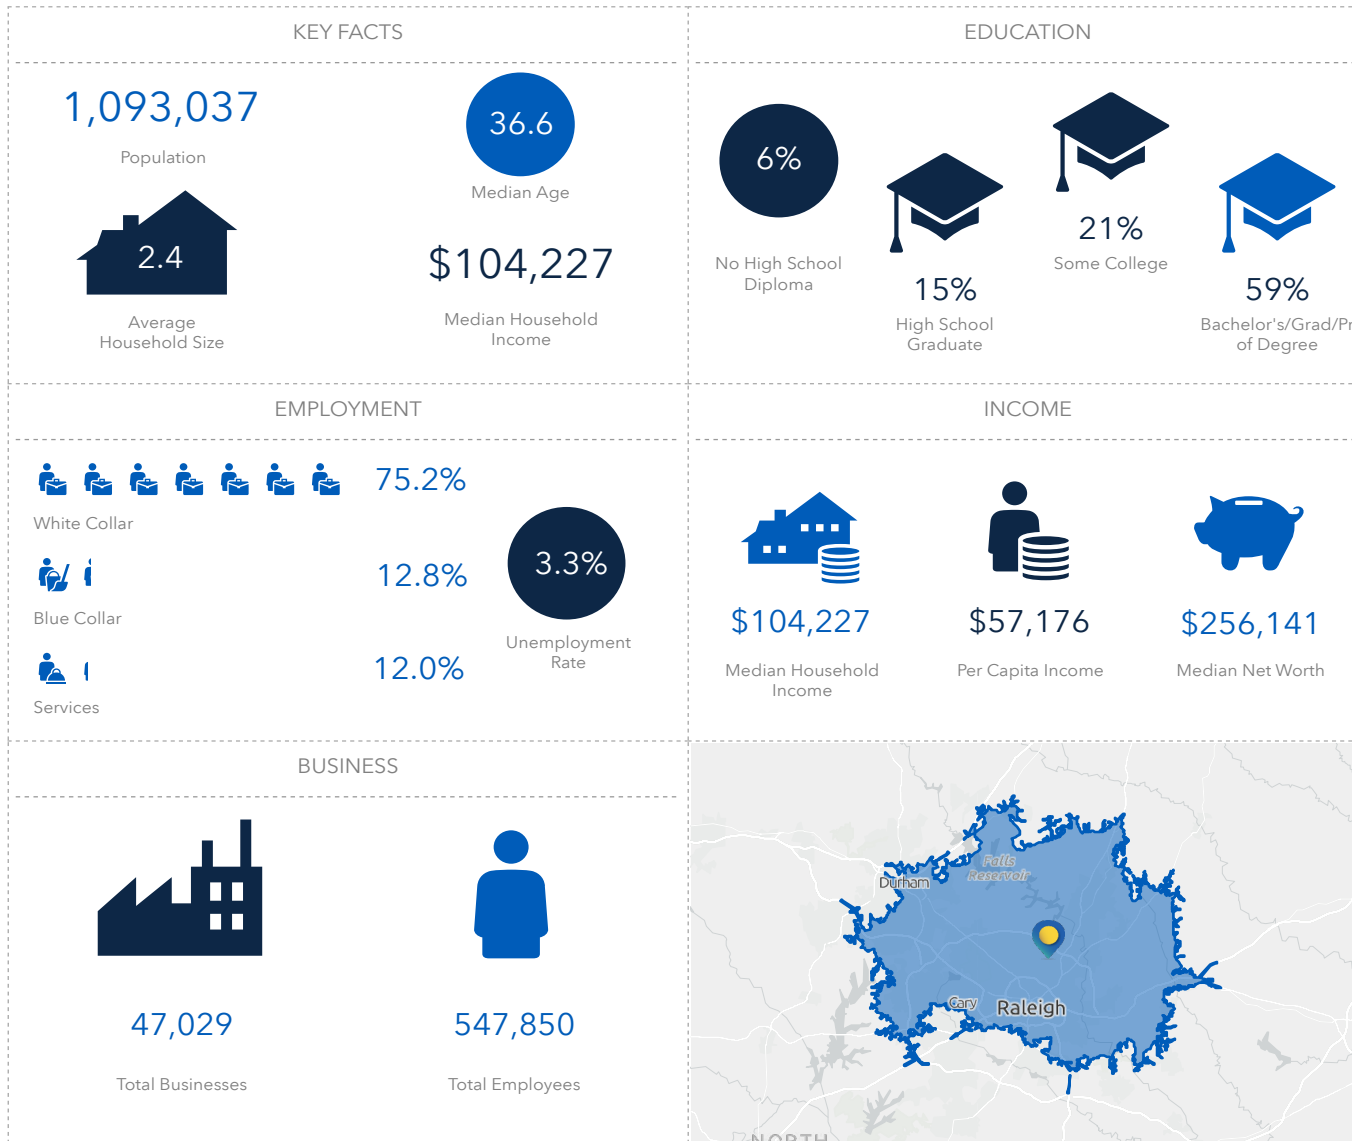 KEY FACTS
1,093,037
Population
36.6
Median Age
2.4
Average
Household Size
$104,227
Median Household
Income
EDUCATION
6%
No High School
Diploma
15%
High School
Graduate
21%
Some College
59%
Bachelor's/Grad/Pr
of Degree
EMPLOYMENT
75.2%
White Collar
12.8%
Blue Collar
12.0%
Services
3.3%
Unemployment
Rate
INCOME
$104,227
Median Household
Income
$57,176
Per Capita Income
$256,141
Median Net Worth
BUSINESS
47,029
Total Businesses
547,850
Total Employees
Falls
Reservoir
Durham
Cary
Raleigh
NORTH